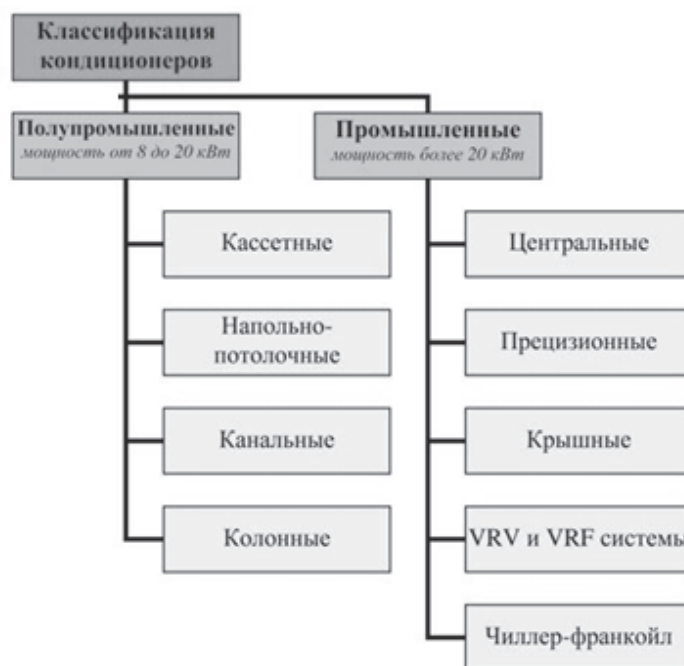 Классификация
кондиционеров
Полупромышленные
мощность от 8 до 20 кВт
Кассетные
Напольно-
потолочные
Канальные
Колонные
Промышленные
мощность более 20 кВт
Центральные
Прецизионные
Крышные
VRV и VRF системы
Чиллер-франкойл